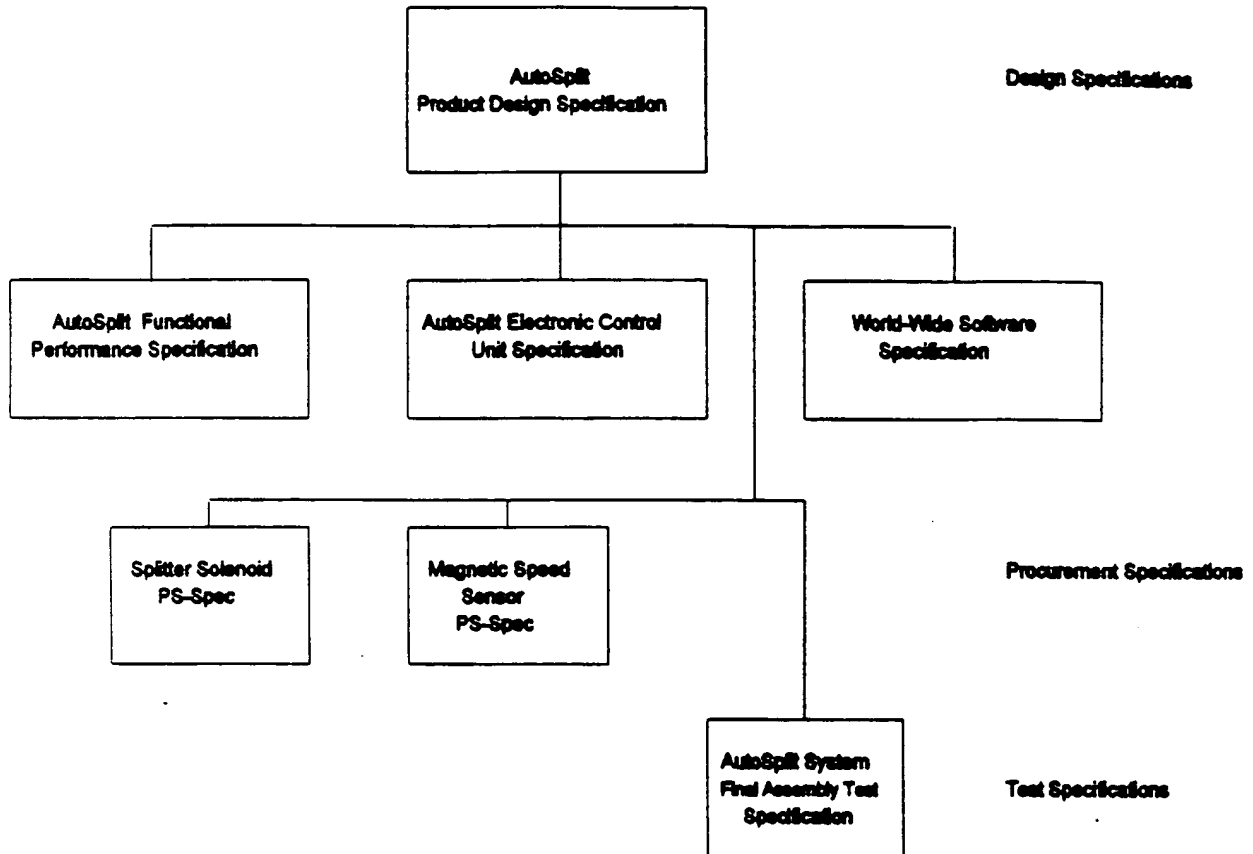 AutoSplit
Product Design Specification
Design Specifications
AutoSplit Functional
Performance Specification
AutoSplit Electronic Control
Unit Specification
World-Wide Software
Specification
Splitter Solenoid
PS-Spec
Magnetic Speed
Sensor
PS-Spec
Procurement Specifications
AutoSplit System
Final Assembly Test
Specification
Test Specifications